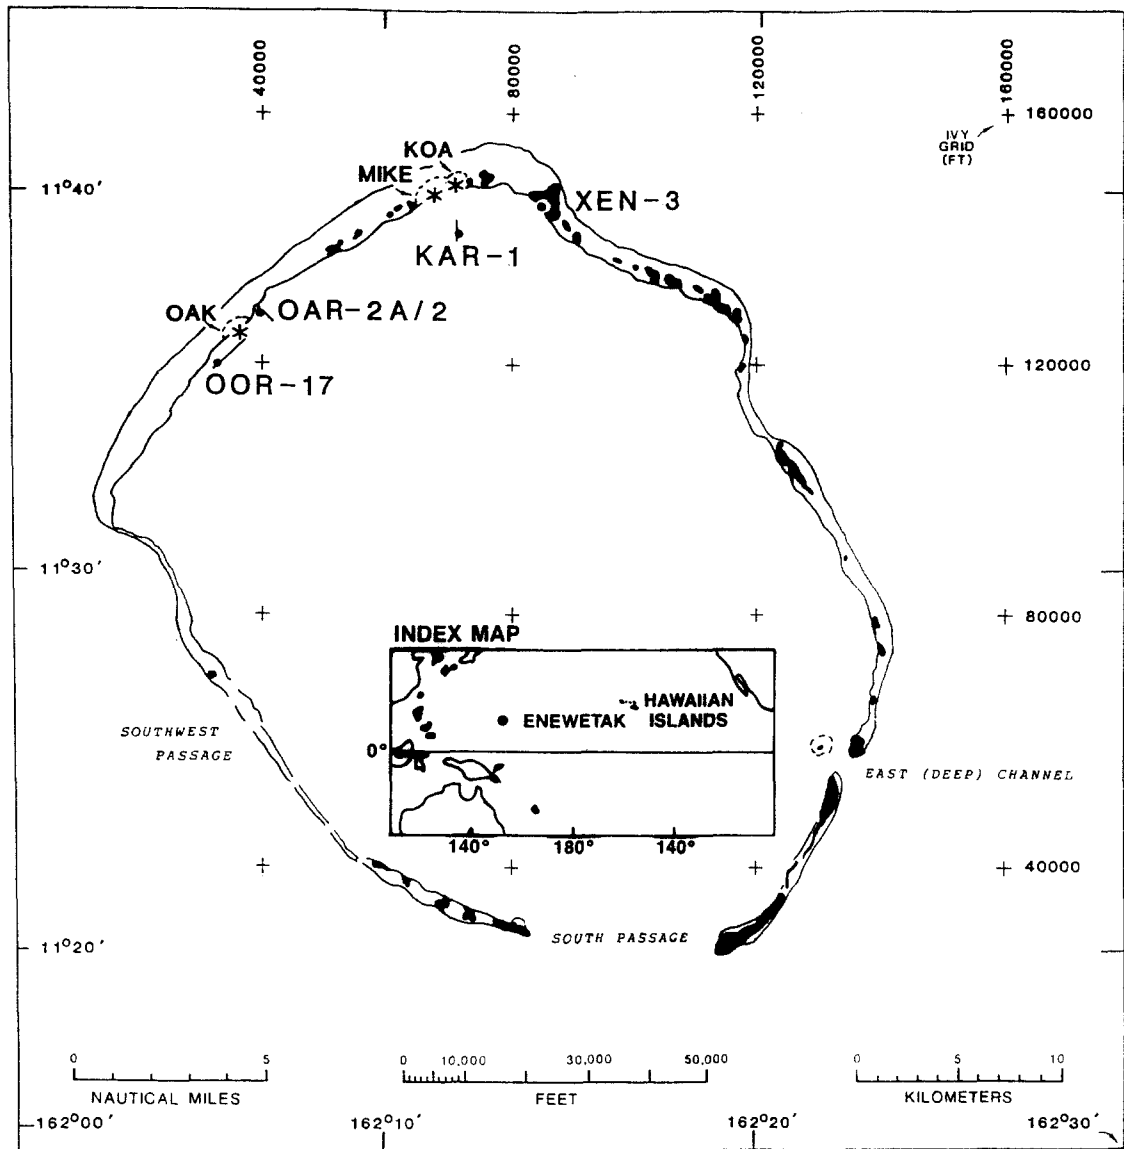 40000
80000
120000
160000
160000
IVY
GRID
(FT)
KOA
MIKE
11°40′
XEN-3
KAR-1
OAK
OAR-2A/2
OOR-17
120000
11°30′
80000
INDEX MAP
HAWAIIAN
ENEWETAK
ISLANDS
0°
140°
180°
140°
SOUTHWEST
PASSAGE
EAST (DEEP) CHANNEL
40000
SOUTH PASSAGE
11°20′
0
5
NAUTICAL MILES
0
10,000
30,000
50,000
FEET
0
5
10
KILOMETERS
162°00′
162°10′
162°20′
162°30′